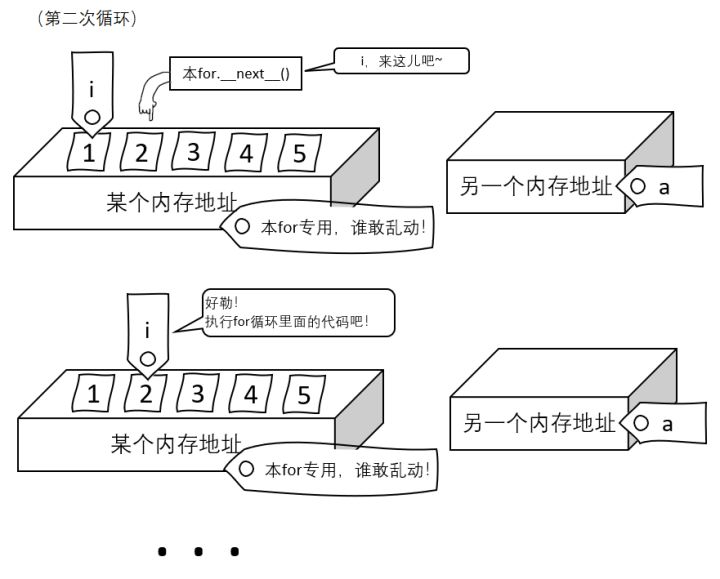 （第二次循环）
i
本for.__next__()
i，来这儿吧~
1 2 3 4 5
某个内存地址
本for专用，谁敢乱动！
另一个内存地址
a
i
好勒！
执行for循环里面的代码吧！
1 2 3 4 5
某个内存地址
本for专用，谁敢乱动！
另一个内存地址
a